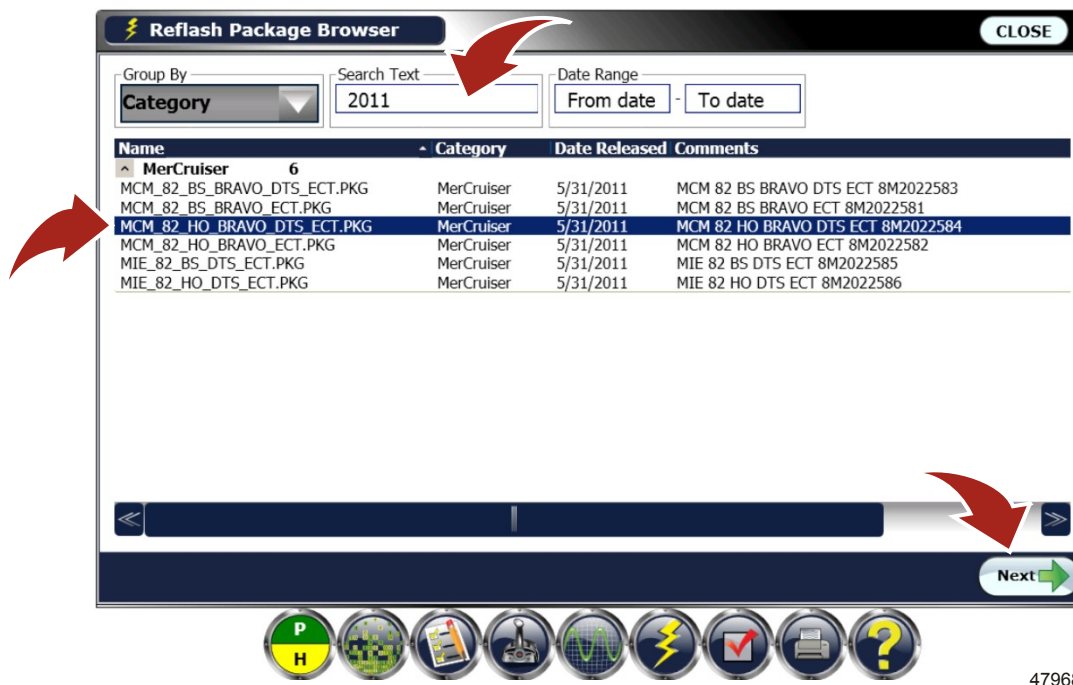 Reflash Package Browser CLOSE
Group By Search Text Date Range
Category 2011 From date - To date
Name Category Date Released Comments
MerCruiser 6
MCM_82_BS_BRAVO_DTS_ECT.PKG MerCruiser 5/31/2011 MCM 82 BS BRAVO DTS ECT 8M2022583
MCM_82_BS_BRAVO_ECT.PKG MerCruiser 5/31/2011 MCM 82 BS BRAVO ECT 8M2022581
MCM_82_HO_BRAVO_DTS_ECT.PKG MerCruiser 5/31/2011 MCM 82 HO BRAVO DTS ECT 8M2022584
MCM_82_HO_BRAVO_ECT.PKG MerCruiser 5/31/2011 MCM 82 HO BRAVO ECT 8M2022582
MIE_82_BS_DTS_ECT.PKG MerCruiser 5/31/2011 MIE 82 BS DTS ECT 8M2022585
MIE_82_HO_DTS_ECT.PKG MerCruiser 5/31/2011 MIE 82 HO DTS ECT 8M2022586
Next
P
H
?
47968